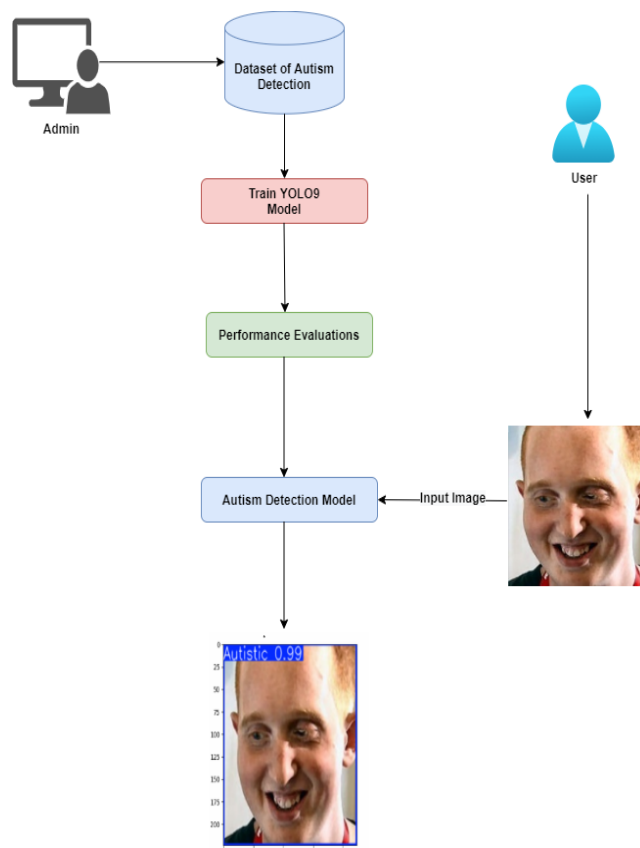 Dataset of Autism
Detection
Admin
User
Train YOLO9
Model
Performance Evaluations
Autism Detection Model
Input Image
Autistic 0.99
0
25
50
75
100
125
150
175
200